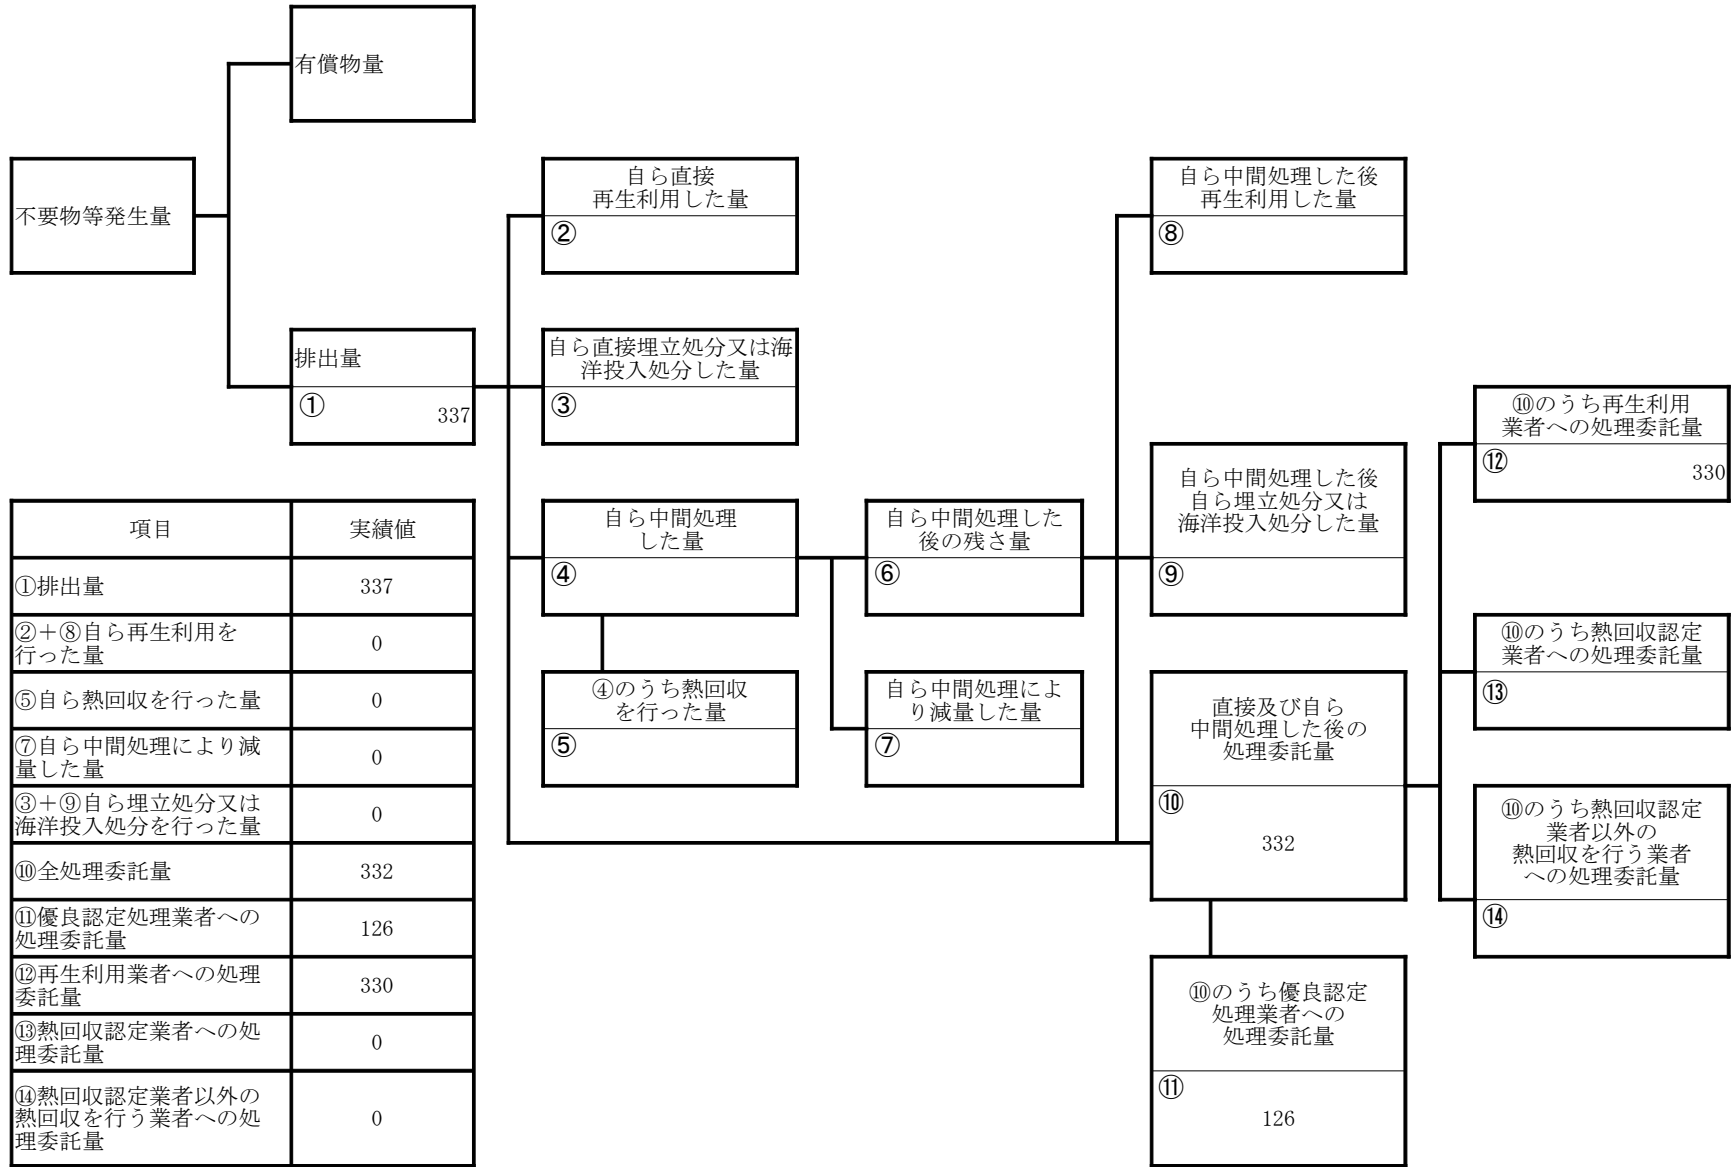 有償物量
不要物等発生量
自ら直接
再生利用した量
②
自ら中間処理した後
再生利用した量
⑧
排出量
①
337
自ら直接埋立処分又は海
洋投入処分した量
③
⑩のうち再生利用
業者への処理委託量
⑫
330
自ら中間処理した後
自ら埋立処分又は
海洋投入処分した量
⑨
自ら中間処理
した量
④
自ら中間処理した
後の残さ量
⑥
⑩のうち熱回収認定
業者への処理委託量
⑬
④のうち熱回収
を行った量
⑤
自ら中間処理によ
り減量した量
⑦
直接及び自ら
中間処理した後の
処理委託量
⑩
332
⑩のうち熱回収認定
業者以外の
熱回収を行う業者
への処理委託量
⑭
⑩のうち優良認定
処理業者への
処理委託量
⑪
126
項目 実績値
①排出量 337
②＋⑧自ら再生利用を
行った量 0
⑤自ら熱回収を行った量 0
⑦自ら中間処理により減
量した量 0
③＋⑨自ら埋立処分又は
海洋投入処分を行った量 0
⑩全処理委託量 332
⑪優良認定処理業者への
処理委託量 126
⑫再生利用業者への処理
委託量 330
⑬熱回収認定業者への処
理委託量 0
⑭熱回収認定業者以外の
熱回収を行う業者への処
理委託量 0